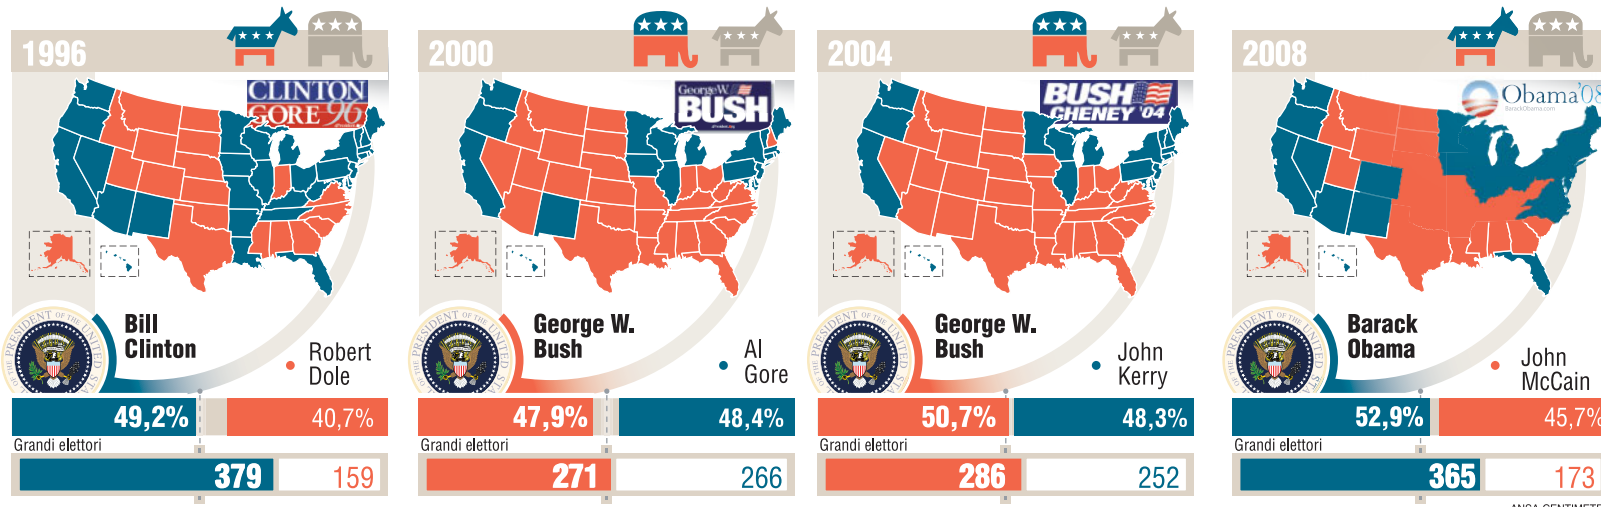 1996
CLINTON
GORE 96
Bill
Clinton
Robert
Dole
49,2%
40,7%
Grandi elettori
379
159
2000
George W.
BUSH
George W.
Bush
Al
Gore
47,9%
48,4%
Grandi elettori
271
266
2004
BUSH
CHENEY '04
George W.
Bush
John
Kerry
50,7%
48,3%
Grandi elettori
286
252
2008
Obama'08
BarackObama.com
Barack
Obama
John
McCain
52,9%
45,7%
Grandi elettori
365
173